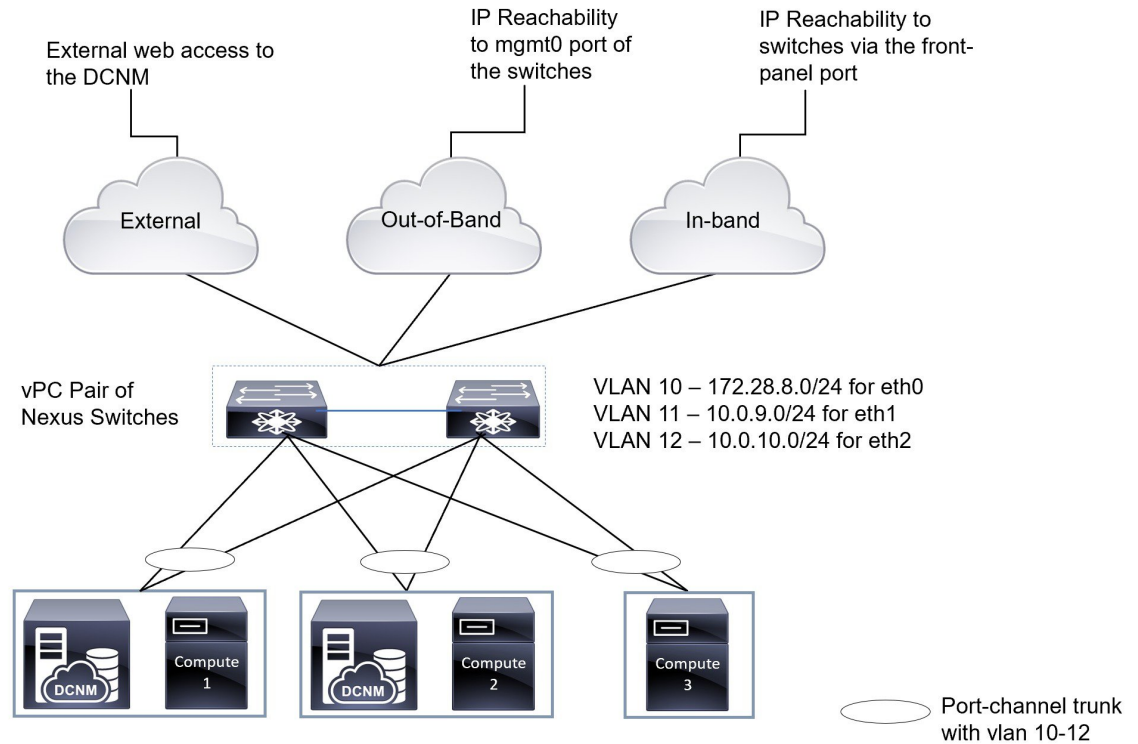 External web access to
the DCNM
IP Reachability
to mgmt0 port of
the switches
IP Reachability to
switches via the front-
panel port
External
Out-of-Band
In-band
vPC Pair of
Nexus Switches
VLAN 10 – 172.28.8.0/24 for eth0
VLAN 11 – 10.0.9.0/24 for eth1
VLAN 12 – 10.0.10.0/24 for eth2
DCNM
Compute
1
DCNM
Compute
2
Compute
3
Port-channel trunk
with vlan 10-12